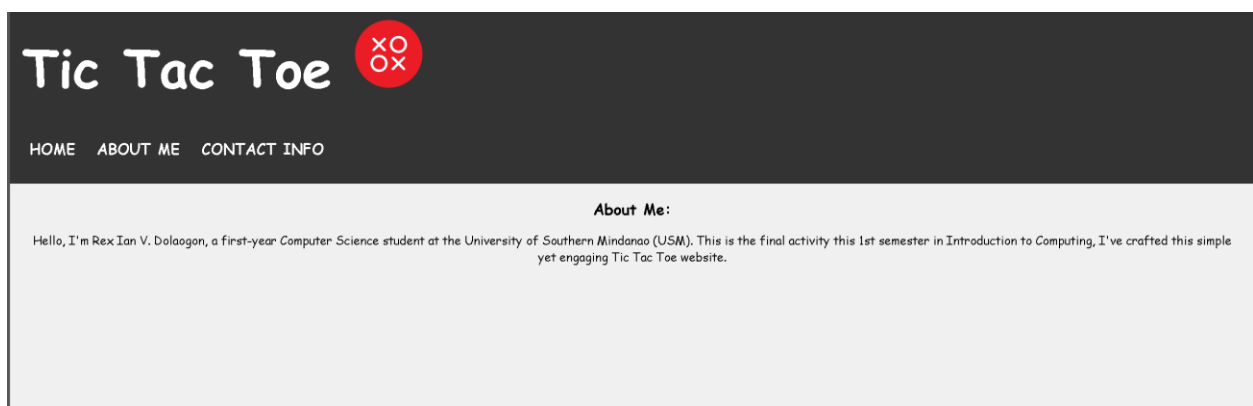 Tic Tac Toe
XO
OX
HOME ABOUT ME CONTACT INFO
About Me:
Hello, I'm Rex Ian V. Dolaogon, a first-year Computer Science student at the University of Southern Mindanao (USM). This is the final activity this 1st semester in Introduction to Computing, I've crafted this simple
yet engaging Tic Tac Toe website.